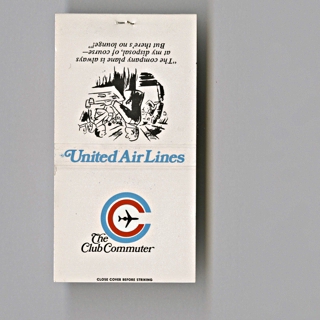 "The company plane is always
at my disposal, of course—
But there's no lounge!"
United Air Lines
The
Club Commuter
CLOSE COVER BEFORE STRIKING